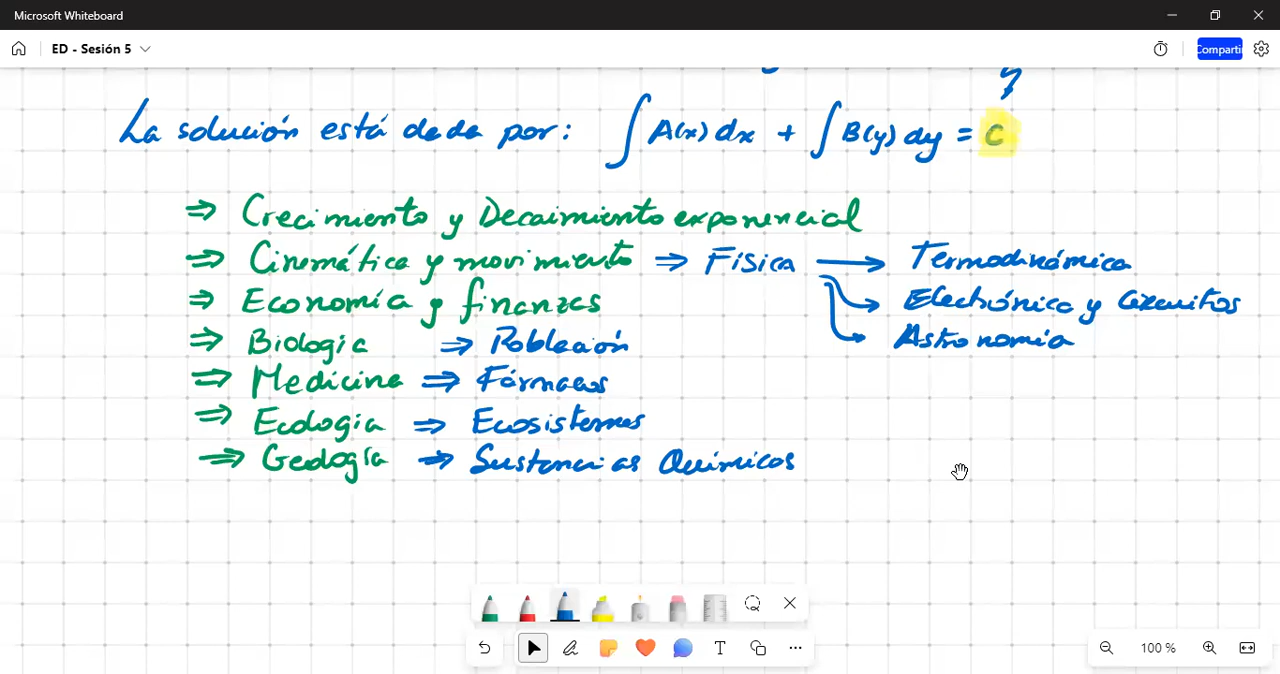 Microsoft Whiteboard
ED - Sesión 5
Compartir
La solución está dada por: ∫ A(x) dx + ∫ B(y) dy = C
⇒ Crecimiento y Decaimiento exponencial
⇒ Cinemática y movimiento ⇒ Física → Termodinámica
⇒ Economía y finanzas → Electrónica y Circuitos
⇒ Biología ⇒ Población → Astronomía
⇒ Medicina ⇒ Fármacos
⇒ Ecología ⇒ Ecosistemas
⇒ Geología ⇒ Sustancias Químicas
100 %